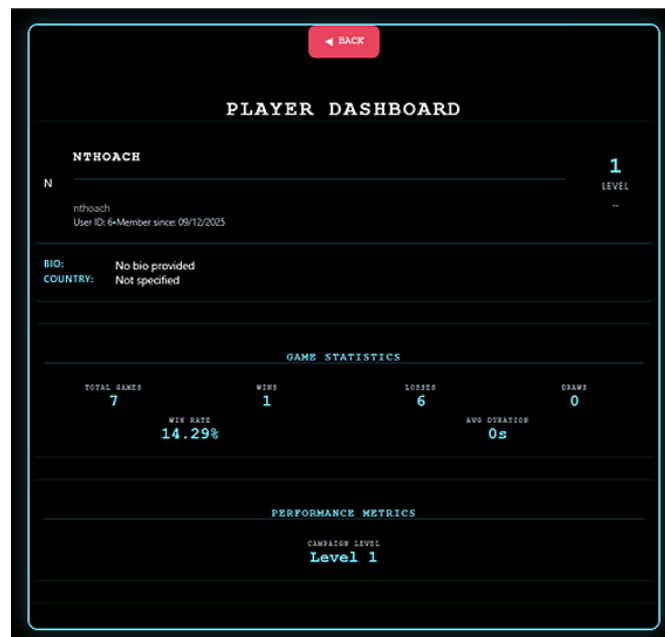 ◀ BACK
PLAYER DASHBOARD
NTHOACH
N
1
LEVEL
--
nthoach
User ID: 6•Member since: 09/12/2025
BIO: No bio provided
COUNTRY: Not specified
GAME STATISTICS
TOTAL GAMES WINS LOSSES DRAWS
7 1 6 0
WIN RATE AVG DURATION
14.29% 0s
PERFORMANCE METRICS
CAMPAIGN LEVEL
Level 1